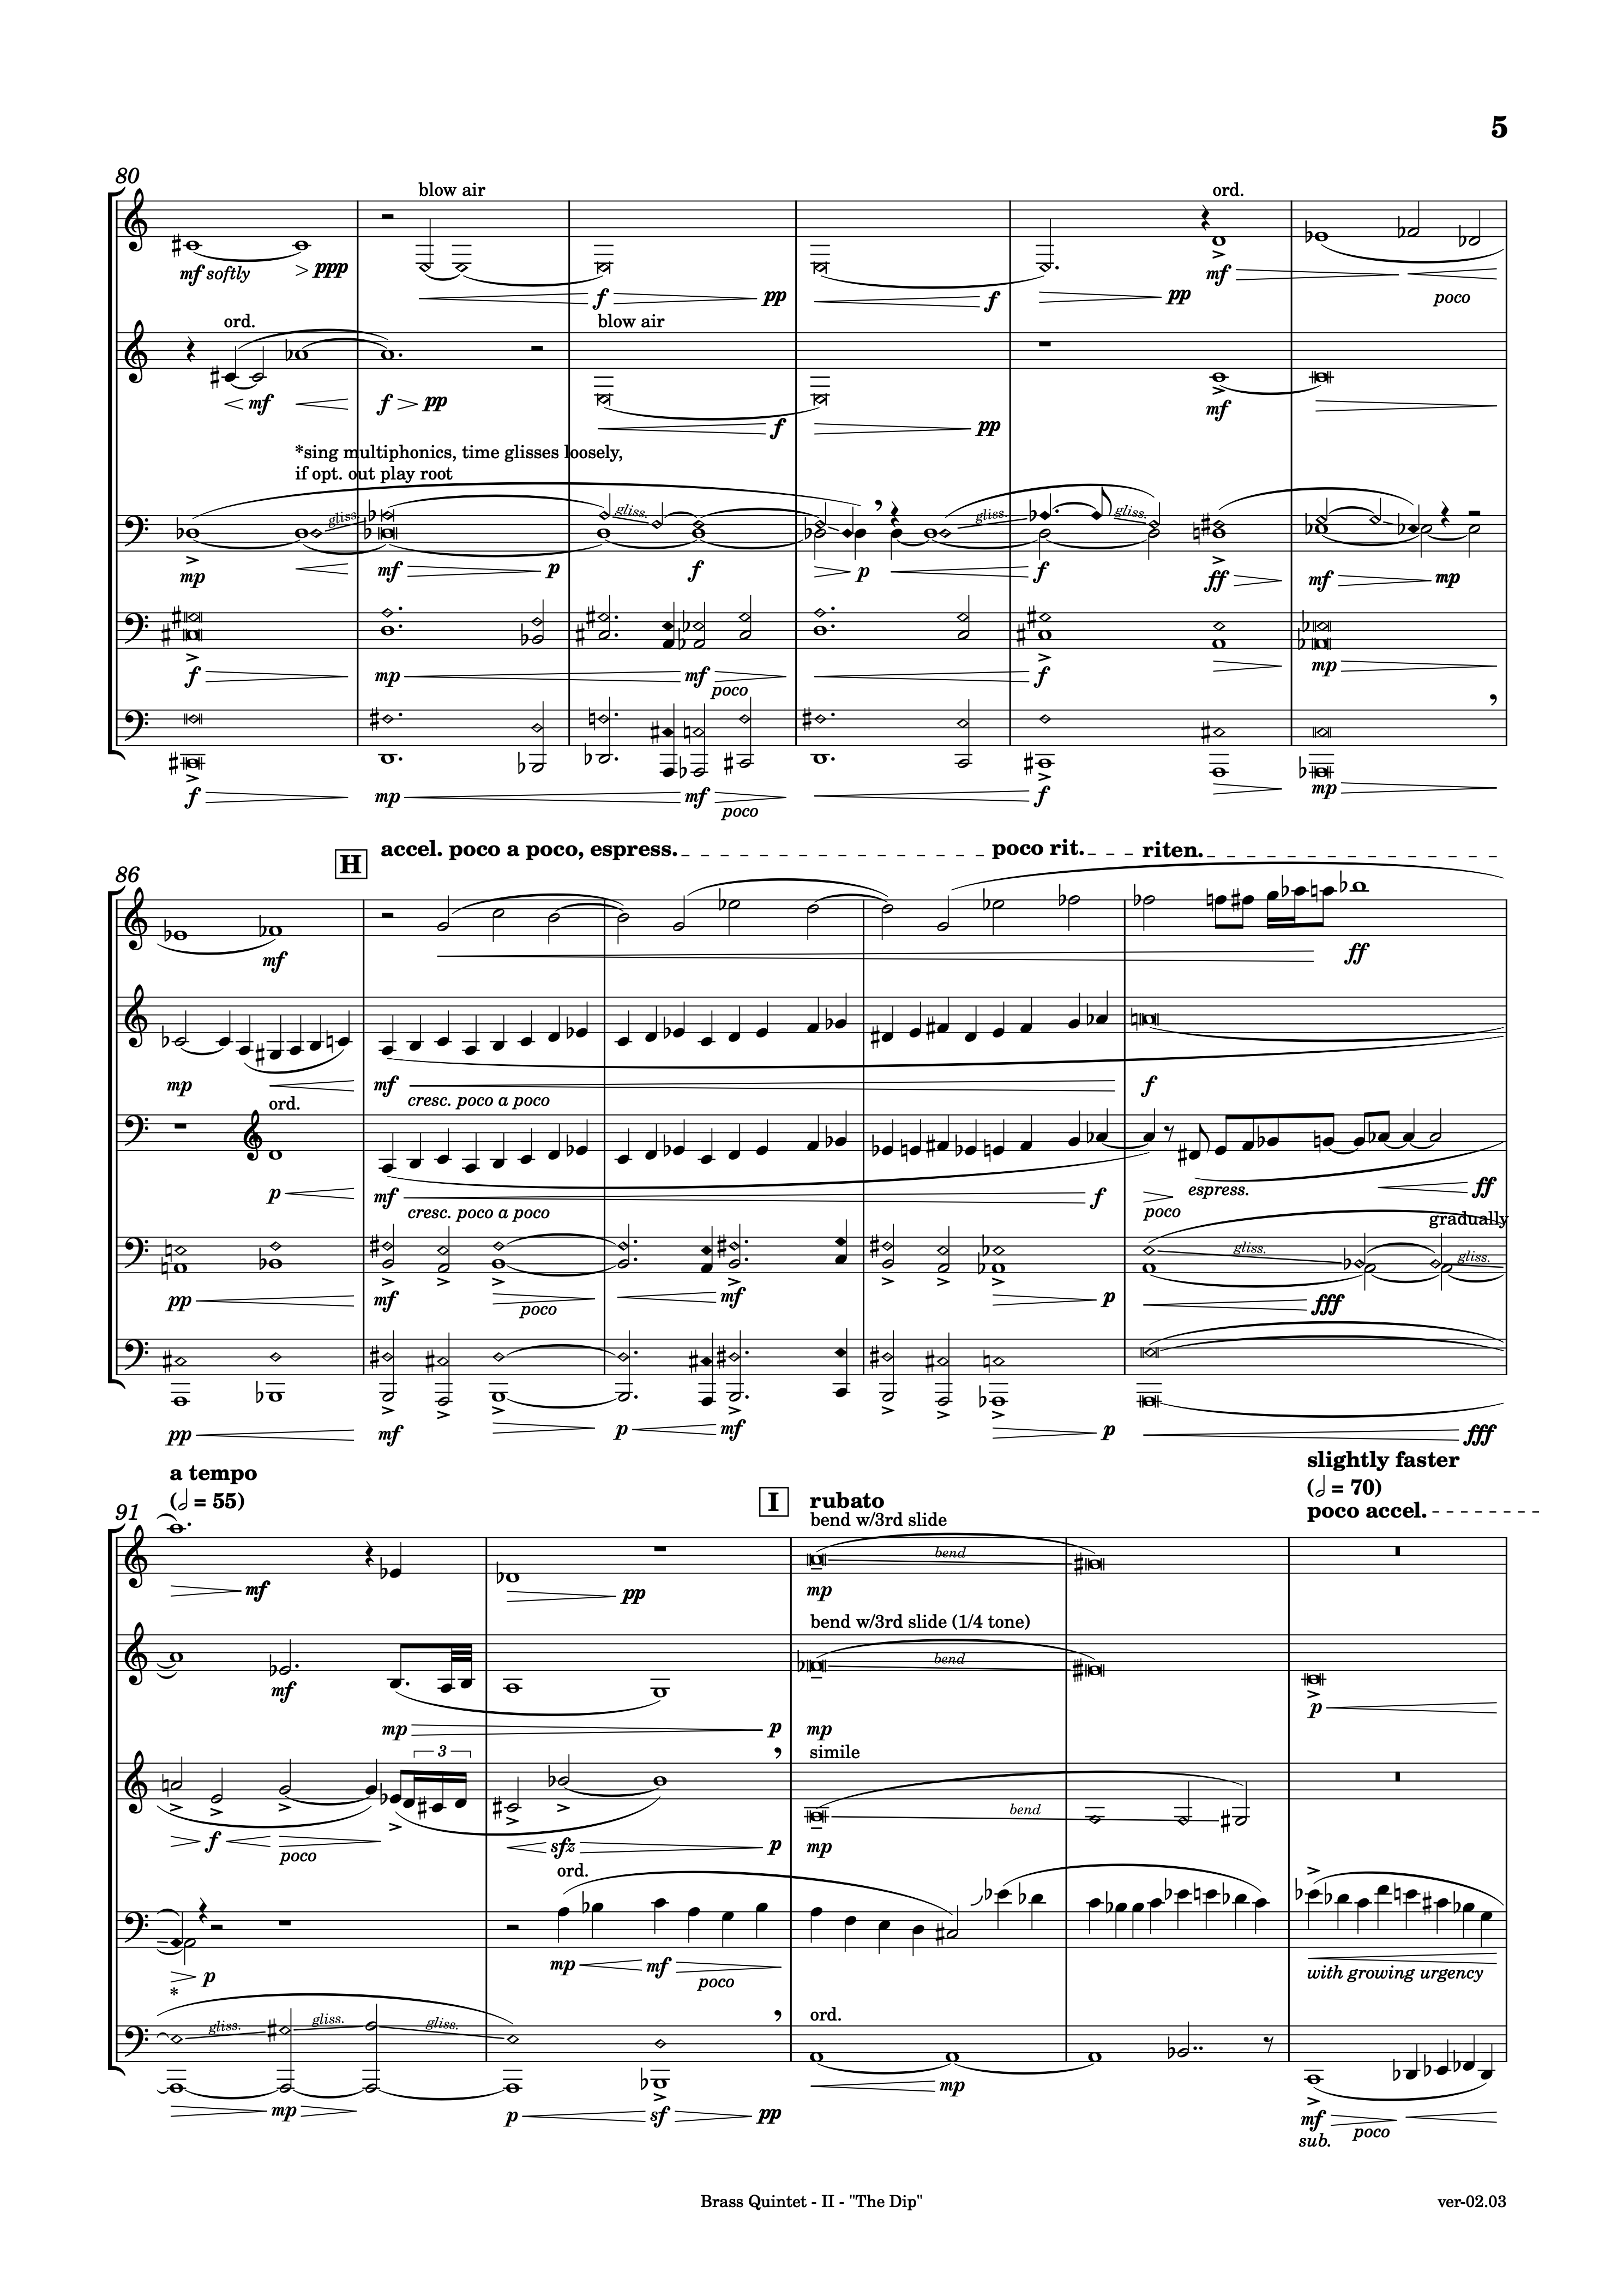 5
80
blow air
ord.
mf softly
> ppp
f
pp
f
pp
mf
poco
ord.
blow air
mf
f
pp
f
pp
mf
*sing multiphonics, time glisses loosely,
if opt. out play root
gliss.
gliss.
gliss.
gliss.
mp
mf
p
f
p
f
ff
mf
mp
f
mp
mf
poco
f
mp
f
mp
mf
poco
f
mp
H
accel. poco a poco, espress.
poco rit.
riten.
86
mf
ff
mp
mf
cresc. poco a poco
f
ord.
p
mf
cresc. poco a poco
f
poco
espress.
ff
gradually
gliss.
gliss.
pp
mf
poco
mf
p
fff
pp
mf
p
mf
p
fff
a tempo
( = 55)
91
I
rubato
bend w/3rd slide
slightly faster
( = 70)
poco accel.
bend
mf
pp
mp
bend w/3rd slide (1/4 tone)
bend
mf
mp
p
mp
p
3
simile
bend
f
poco
sfz
p
mp
ord.
p
mp
mf
poco
with growing urgency
*
gliss.
gliss.
gliss.
ord.
mp
p
sf
pp
mp
mf
sub.
poco
Brass Quintet - II - "The Dip"
ver-02.03